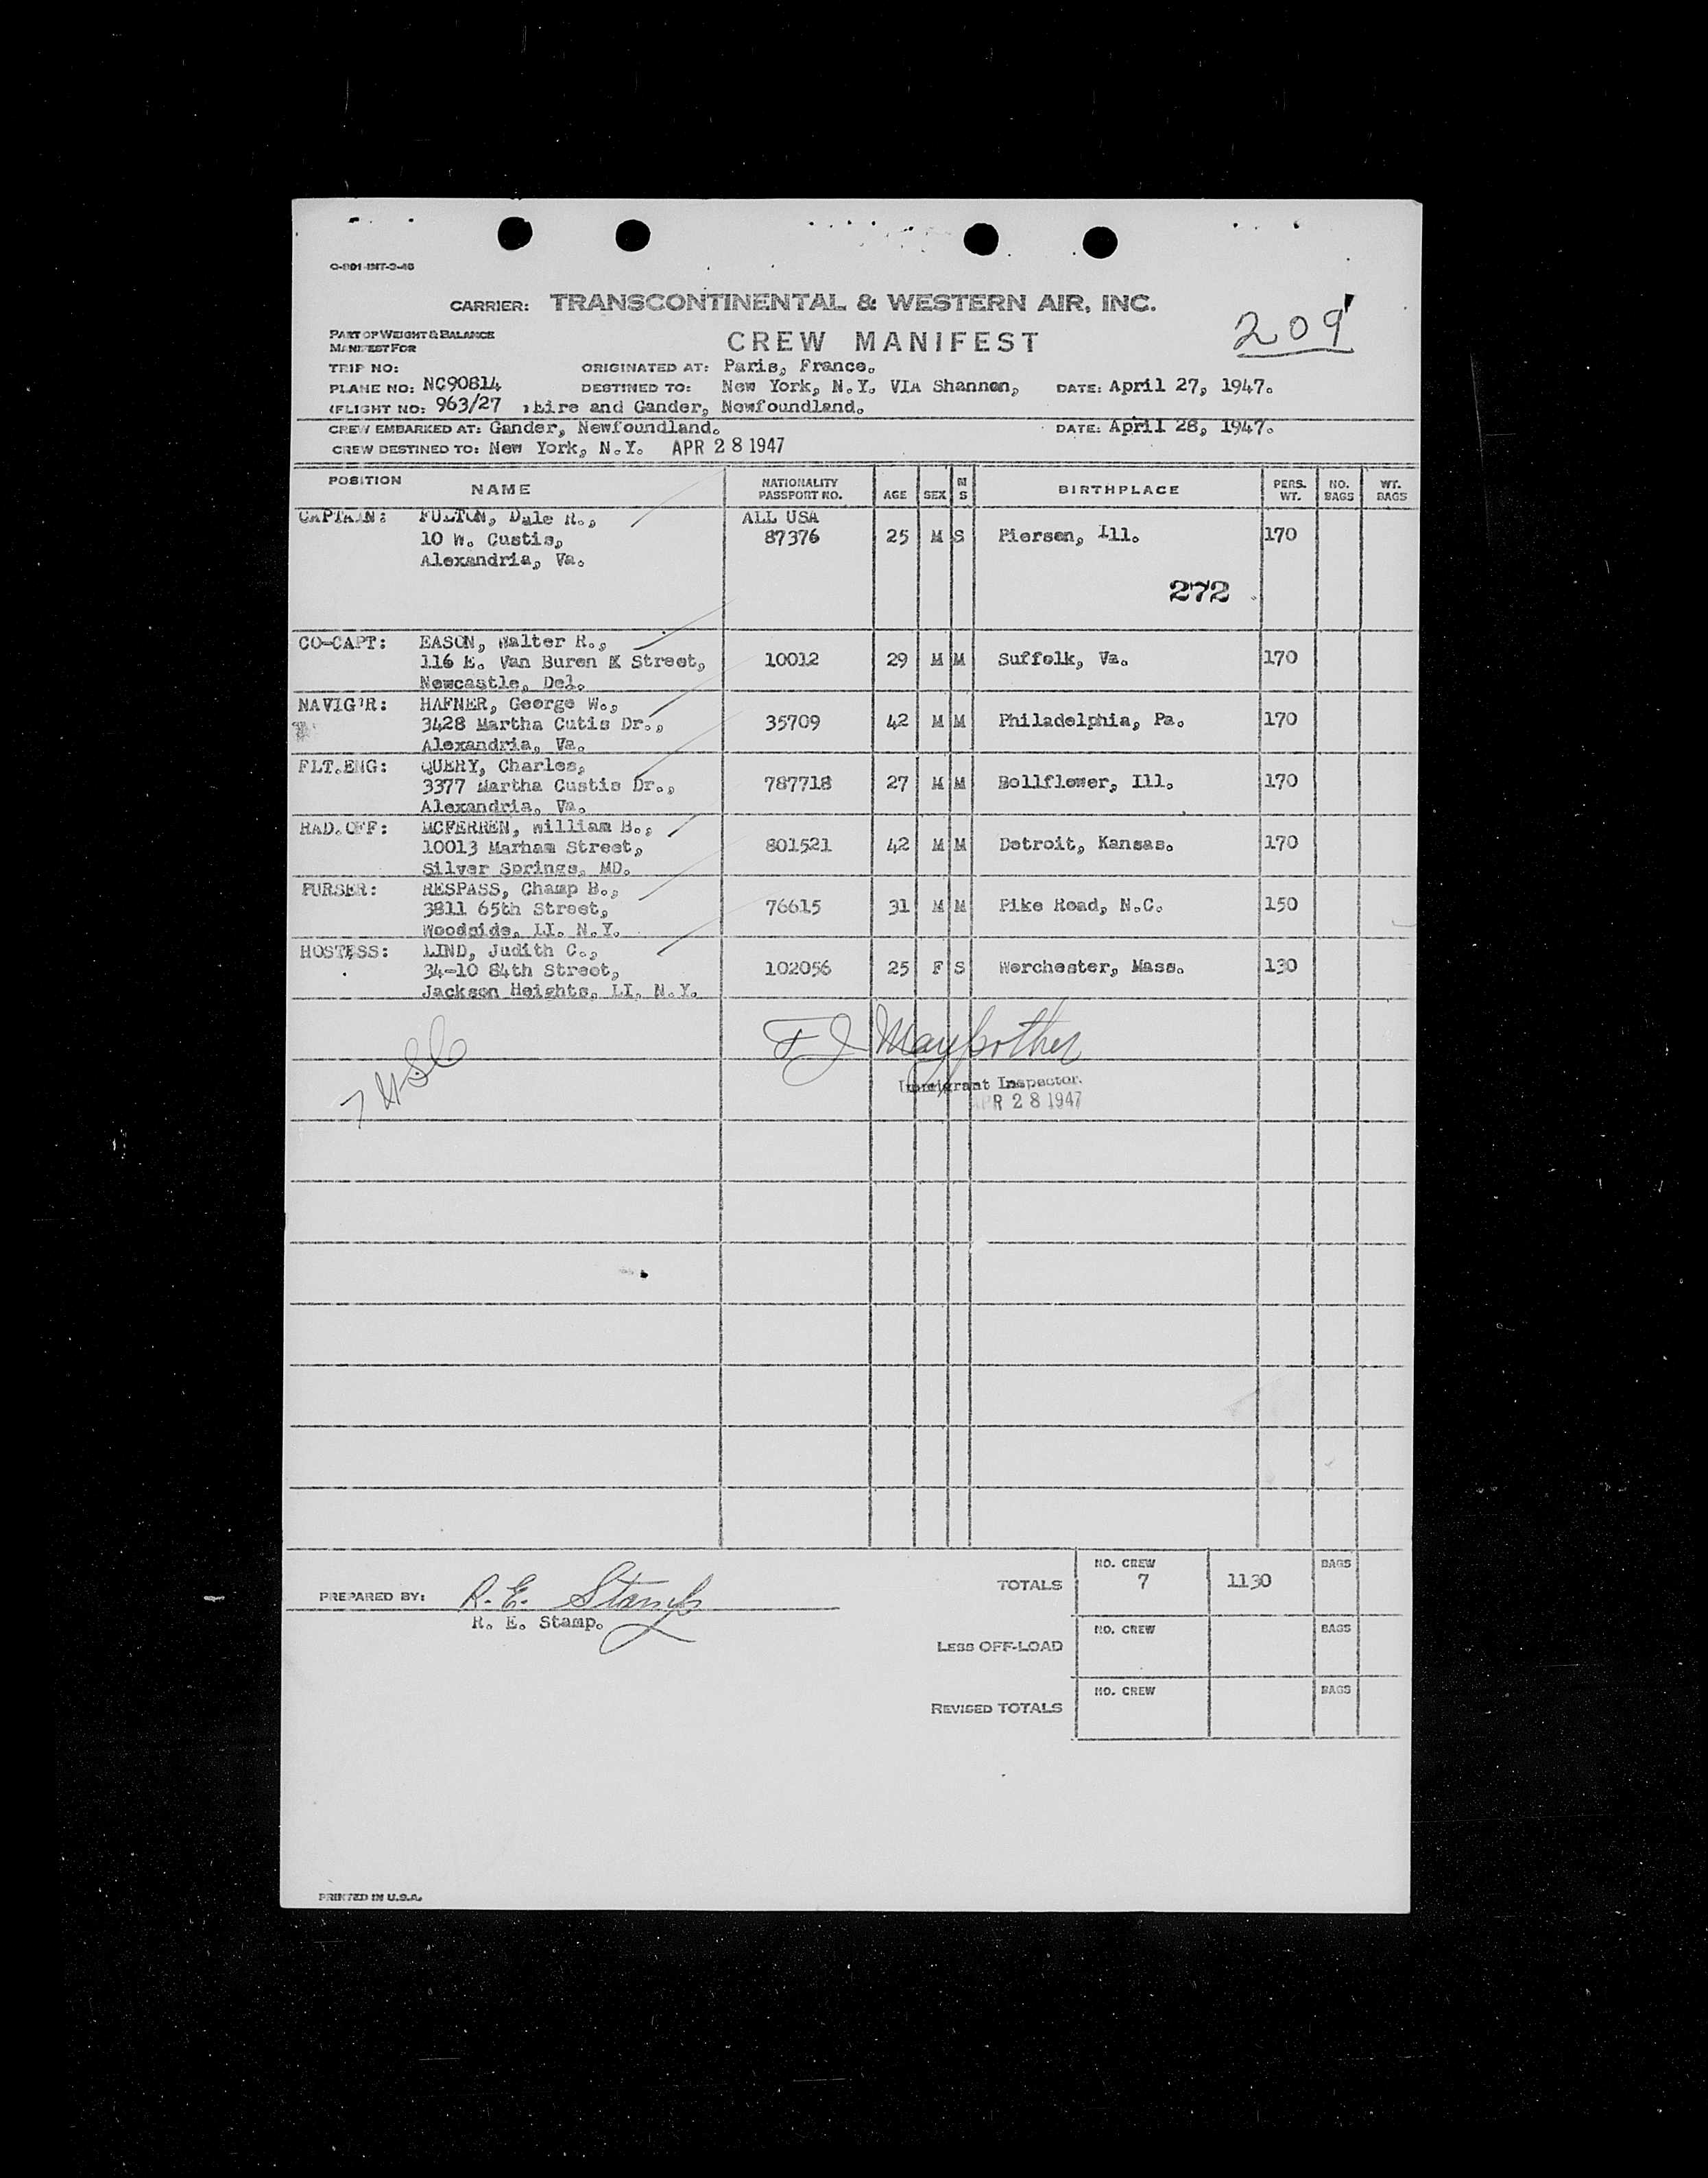 O-801-INT-3-46
CARRIER: TRANSCONTINENTAL & WESTERN AIR, INC.
PART OF WEIGHT & BALANCE
MANIFEST FOR
CREW MANIFEST
209
TRIP NO: ORIGINATED AT: Paris, France.
PLANE NO: NC90814 DESTINED TO: New York, N.Y. VIA Shannon, DATE: April 27, 1947.
(FLIGHT NO: 963/27 :Eire and Gander, Newfoundland.
CREW EMBARKED AT: Gander, Newfoundland. DATE: April 28, 1947.
CREW DESTINED TO: New York, N.Y. APR 28 1947
POSITION NAME NATIONALITY PASSPORT NO. AGE SEX M S BIRTHPLACE PERS. WT. NO. BAGS WT. BAGS
CAPTAIN: FULTON, Dale R., ALL USA
10 W. Custis, 87376 25 M S Piersen, Ill. 170
Alexandria, Va.
272
CO-CAPT: EASON, Walter R.,
116 E. Van Buren K Street, 10012 29 M M Suffolk, Va. 170
Newcastle, Del.
NAVIG'R: HAFNER, George W.,
3428 Martha Cutis Dr., 35709 42 M M Philadelphia, Pa. 170
Alexandria, Va.
FLT.ENG: QUERY, Charles,
3377 Martha Custis Dr., 787718 27 M M Bollflower, Ill. 170
Alexandria, Va.
RAD.OFF: MCFERREN, William B.,
10013 Marham Street, 801521 42 M M Detroit, Kansas. 170
Silver Springs, MD.
PURSER: RESPASS, Champ B.,
3811 65th Street, 76615 31 M M Pike Road, N.C. 150
Woodside, LI. N.Y.
HOSTESS: LIND, Judith C.,
34-10 84th Street, 102056 25 F S Worchester, Mass. 130
Jackson Heights, LI. N.Y.
7 USC
F J Maybother
Immigrant Inspector.
APR 28 1947
TOTALS NO. CREW 7 1130 BAGS
PREPARED BY: R. E. Stamp
R. E. Stamp.
LESS OFF-LOAD NO. CREW BAGS
REVISED TOTALS NO. CREW BAGS
PRINTED IN U.S.A.